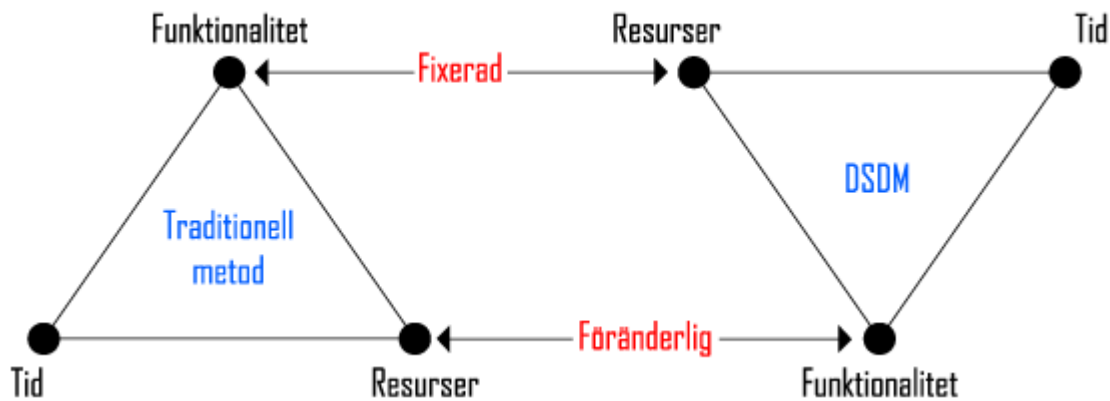 Funktionalitet
Resurser
Tid
Fixerad
DSDM
Traditionell
metod
Föränderlig
Tid
Resurser
Funktionalitet